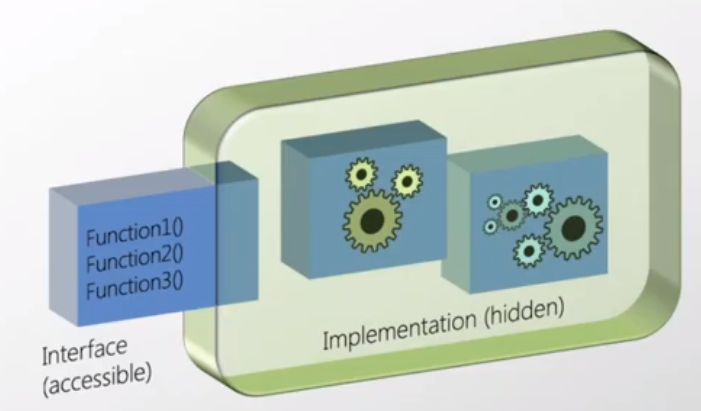 Function1()
Function2()
Function3()
Interface
(accessible)
Implementation (hidden)